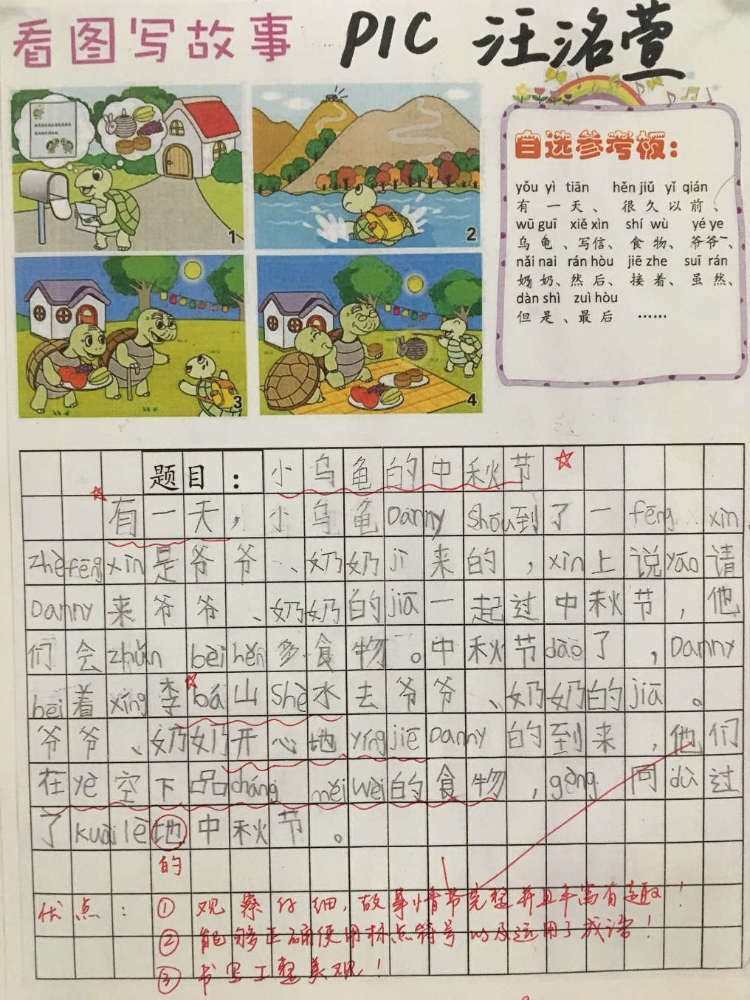 看图写故事 PIC 汪洺萱
1
2
3
4
自选参考板：
yǒu yì tiān hěn jiǔ yǐ qián
有一天、很久以前、
wū guī xiě xìn shí wù yé ye
乌龟、写信、食物、爷爷、
nǎi nai rán hòu jiē zhe suī rán
奶奶、然后、接着、虽然、
dàn shì zuì hòu
但是、最后 ……
题目：小乌龟的中秋节
有一天，小乌龟Danny shōu到了一fēng xìn
zhè fēng xìn是爷爷、奶奶jì来的，xìn上说yāo请
Danny来爷爷、奶奶的jiā一起过中秋节，他
们会zhǔn bèi hěn多食物。中秋节dào了，Danny
bēi着xíng李bá山shè水去爷爷、奶奶的jiā。
爷爷、奶奶开心地yíng jiē Danny的到来，他们
在yè空下品cháng měi wèi的食物，gòng同dù过
了kuài lè地中秋节。
的
优点：① 观察仔细，故事情节完整并且丰富有趣！
② 能够正确使用标点符号以及运用了成语！
③ 书写工整美观！